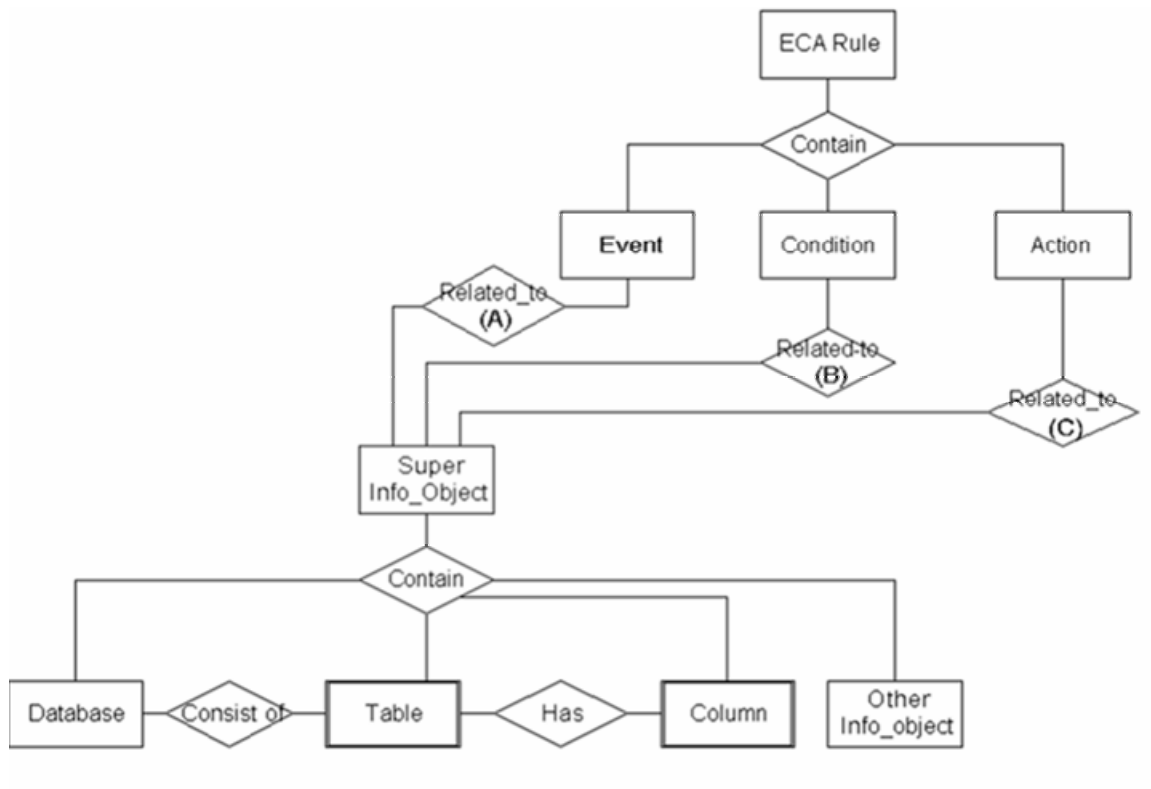 ECA Rule
Contain
Event
Condition
Action
Related_to
(A)
Related-to
(B)
Related_to
(C)
Super
Info_Object
Contain
Database
Consist of
Table
Has
Column
Other
Info_object